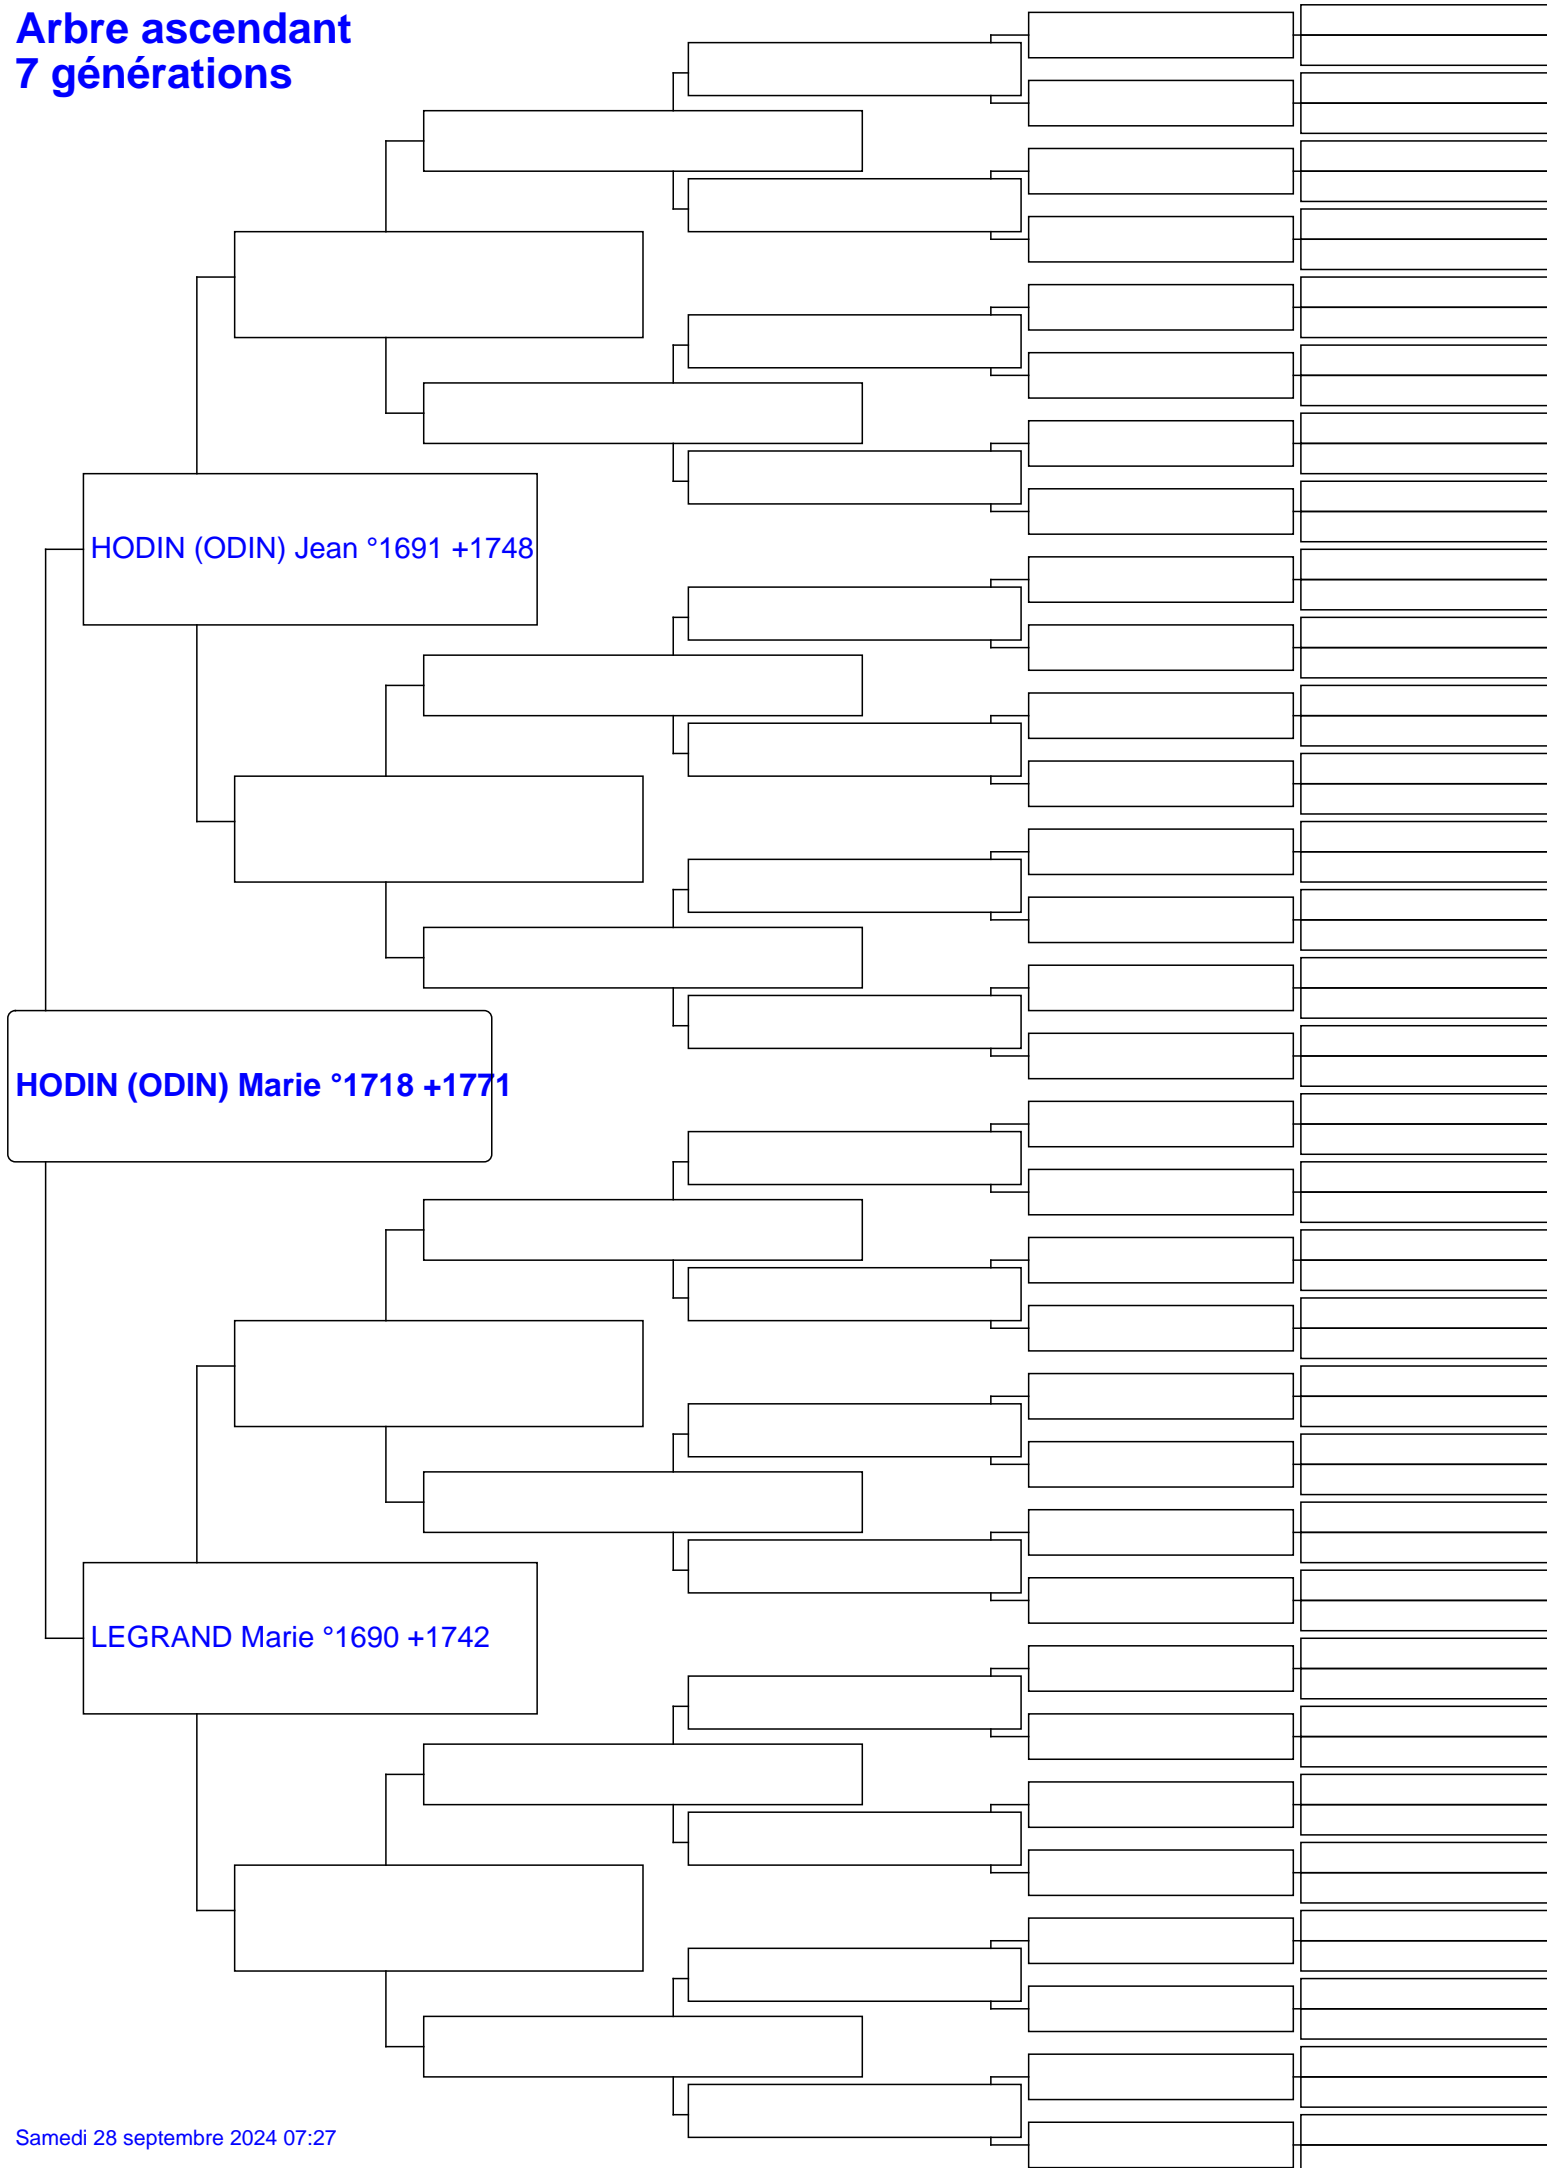 Arbre ascendant
7 générations
HODIN (ODIN) Jean °1691 +1748
HODIN (ODIN) Marie °1718 +1771
LEGRAND Marie °1690 +1742
Samedi 28 septembre 2024 07:27